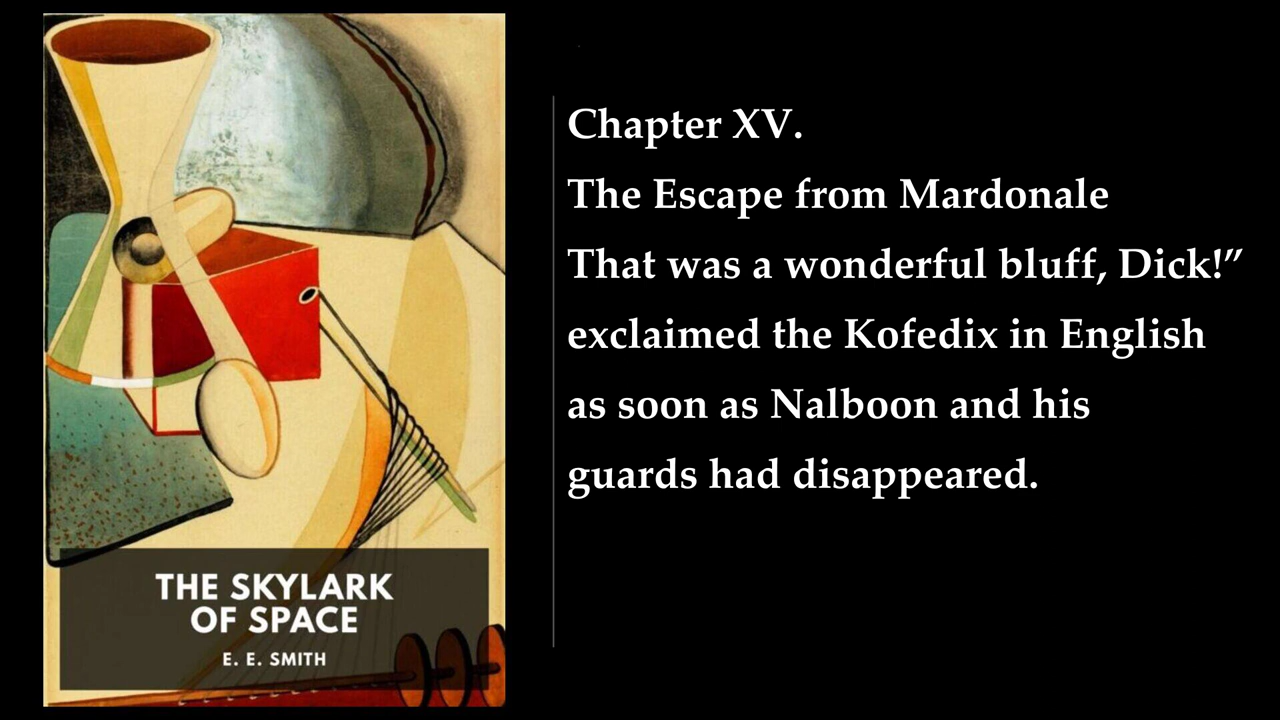 Chapter XV.
The Escape from Mardonale
That was a wonderful bluff, Dick!”
exclaimed the Kofedix in English
as soon as Nalboon and his
guards had disappeared.
THE SKYLARK
OF SPACE
E. E. SMITH